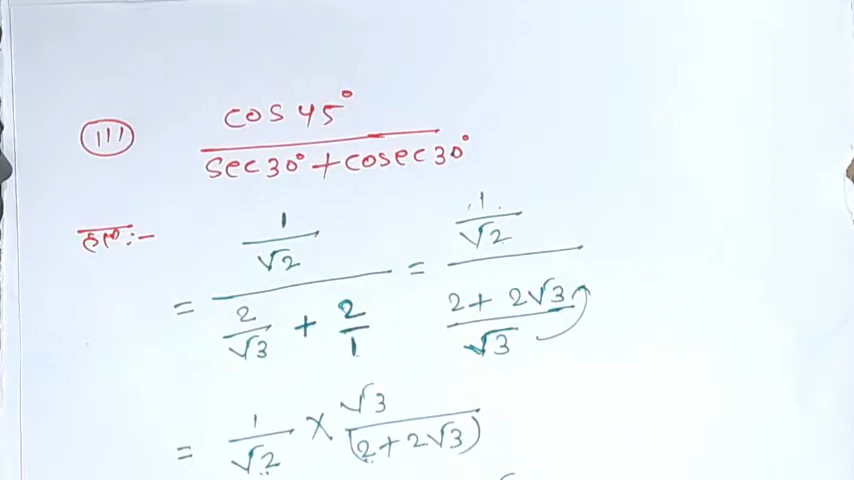 (III) cos 45° / sec 30° + cosec 30°
हल:-
= (1/√2) / (2/√3 + 2/1) = (1/√2) / ((2 + 2√3)/√3)
= 1/√2 × √3/(2 + 2√3)